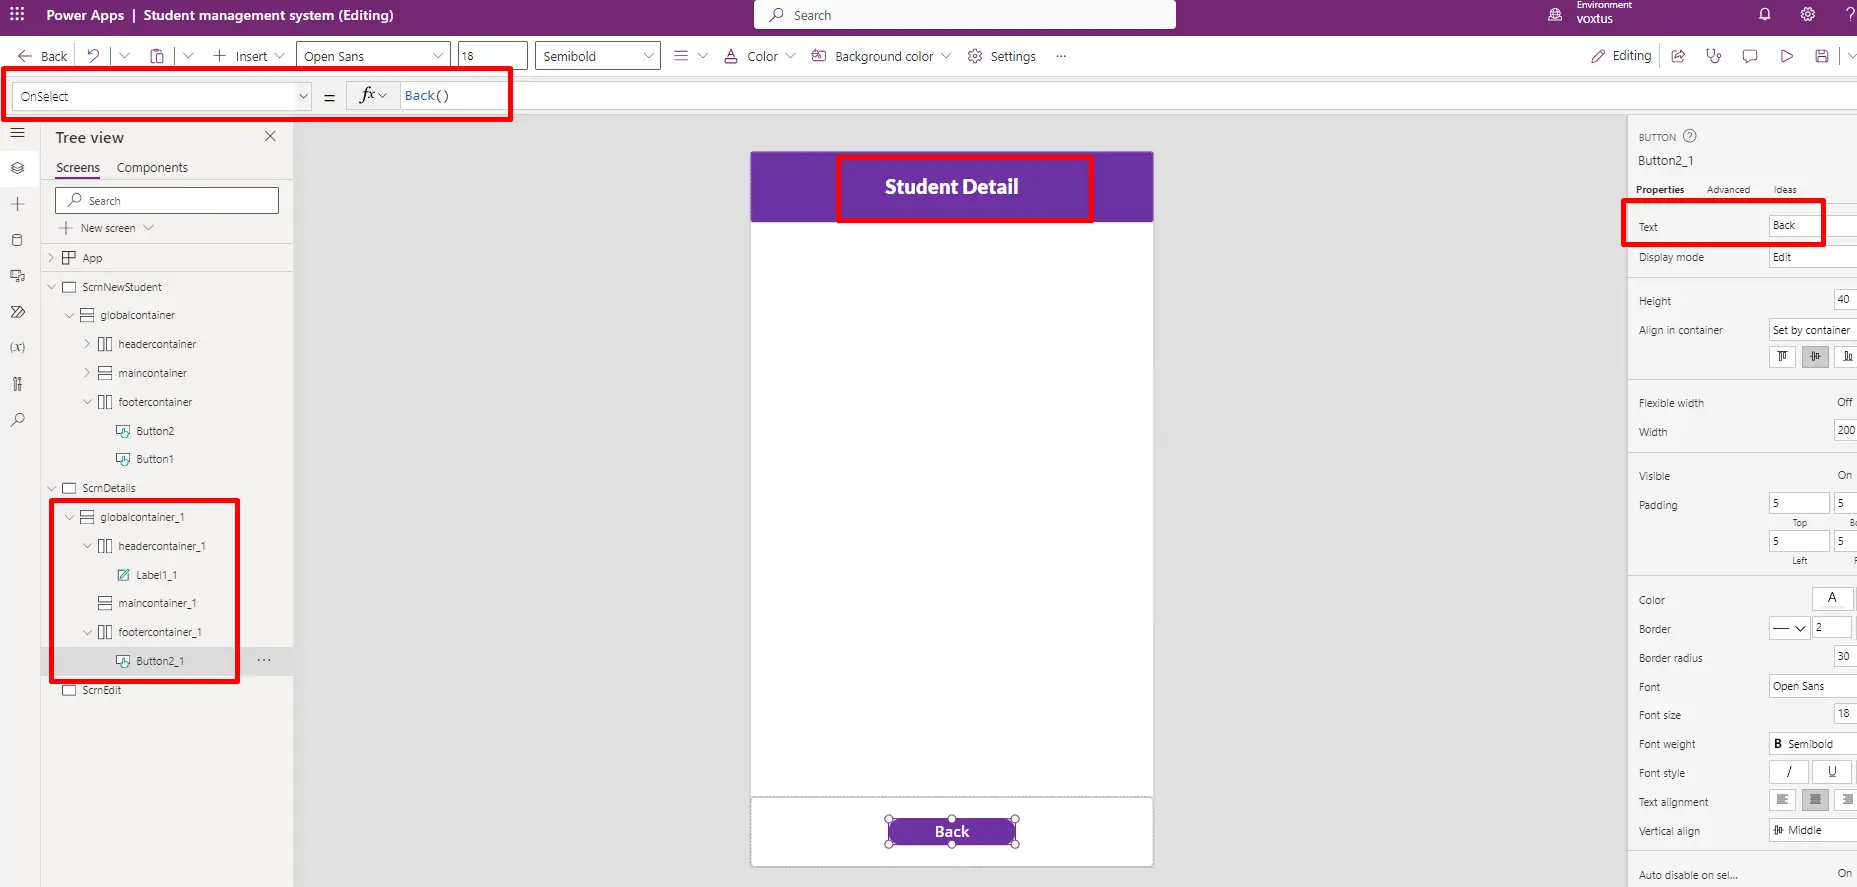 Power Apps | Student management system (Editing)
Search
Environment
voxtus
?
Back
Insert
Open Sans
18
Semibold
Color
Background color
Settings
...
Editing
OnSelect
=
fx
Back()
Tree view
Screens
Components
Search
New screen
App
ScrnNewStudent
globalcontainer
headercontainer
maincontainer
footercontainer
Button2
Button1
ScrnDetails
globalcontainer_1
headercontainer_1
Label1_1
maincontainer_1
footercontainer_1
Button2_1
...
ScrnEdit
(x)
Student Detail
Back
BUTTON ?
Button2_1
Properties
Advanced
Ideas
Text
Back
Display mode
Edit
Height
40
Align in container
Set by container
Flexible width
Off
Width
200
Visible
On
Padding
5
5
Top
5
5
Left
Color
A
Border
2
Border radius
30
Font
Open Sans
Font size
18
Font weight
B Semibold
Font style
/
U
Text alignment
Vertical align
Middle
Auto disable on sel...
On